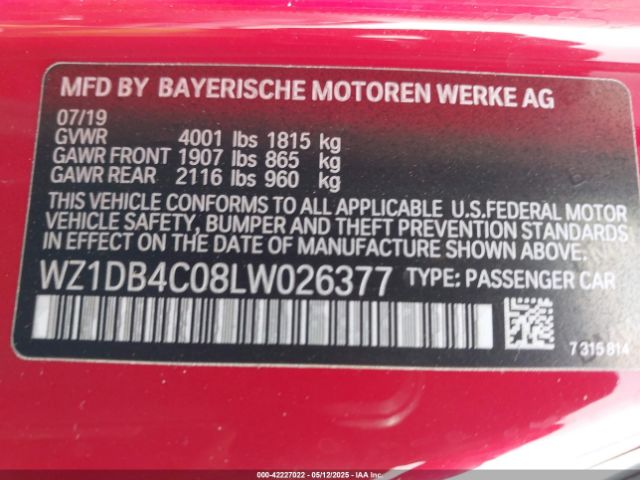 MFD BY BAYERISCHE MOTOREN WERKE AG
07/19
GVWR 4001 lbs 1815 kg
GAWR FRONT 1907 lbs 865 kg
GAWR REAR 2116 lbs 960 kg
THIS VEHICLE CONFORMS TO ALL APPLICABLE U.S.FEDERAL MOTOR
VEHICLE SAFETY, BUMPER AND THEFT PREVENTION STANDARDS
IN EFFECT ON THE DATE OF MANUFACTURE SHOWN ABOVE.
WZ1DB4C08LW026377 TYPE: PASSENGER CAR
7 315 814
000-42227022 - 05/12/2025 - IAAI.COM